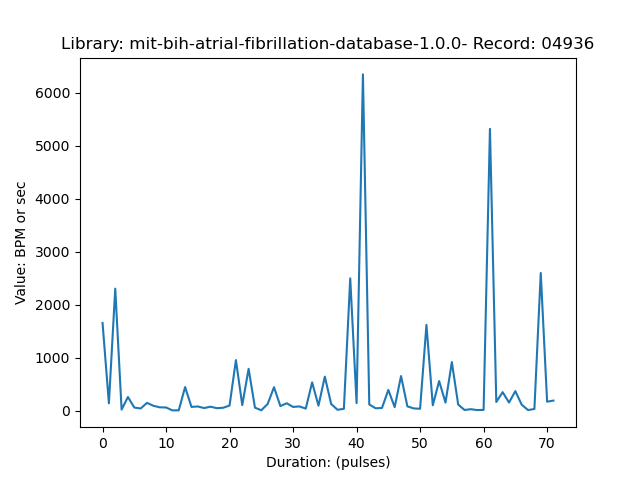 Library: mit-bih-atrial-fibrillation-database-1.0.0- Record: 04936
6000
5000
4000
3000
2000
1000
0
Value: BPM or sec
0 10 20 30 40 50 60 70
Duration: (pulses)